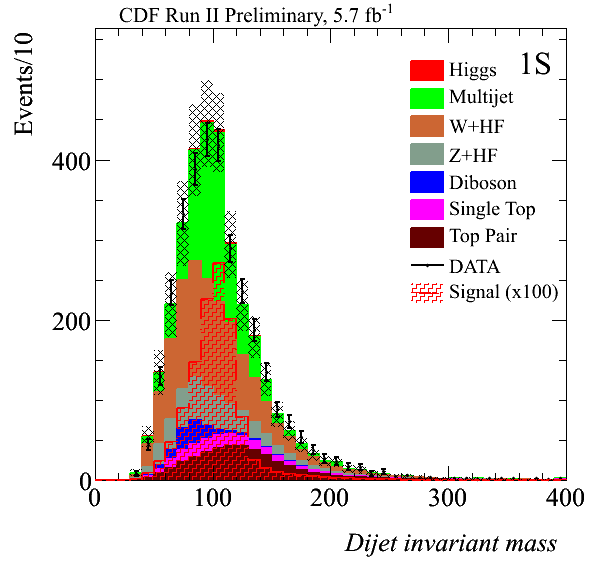 CDF Run II Preliminary, 5.7 fb⁻¹
Events/10
1S
Higgs
Multijet
W+HF
Z+HF
Diboson
Single Top
Top Pair
DATA
Signal (x100)
400
200
0
0 100 200 300 400
Dijet invariant mass